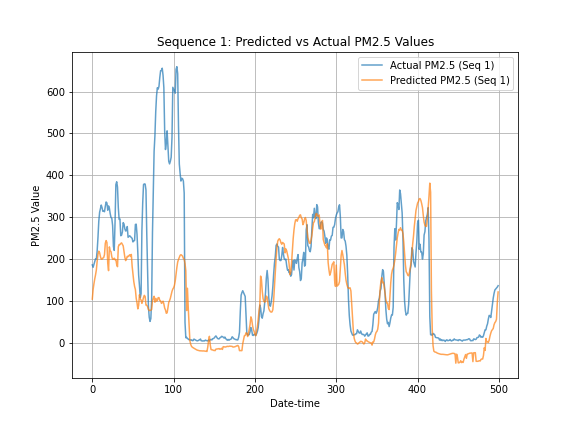 Sequence 1: Predicted vs Actual PM2.5 Values
Actual PM2.5 (Seq 1)
Predicted PM2.5 (Seq 1)
PM2.5 Value
600
500
400
300
200
100
0
0 100 200 300 400 500
Date-time